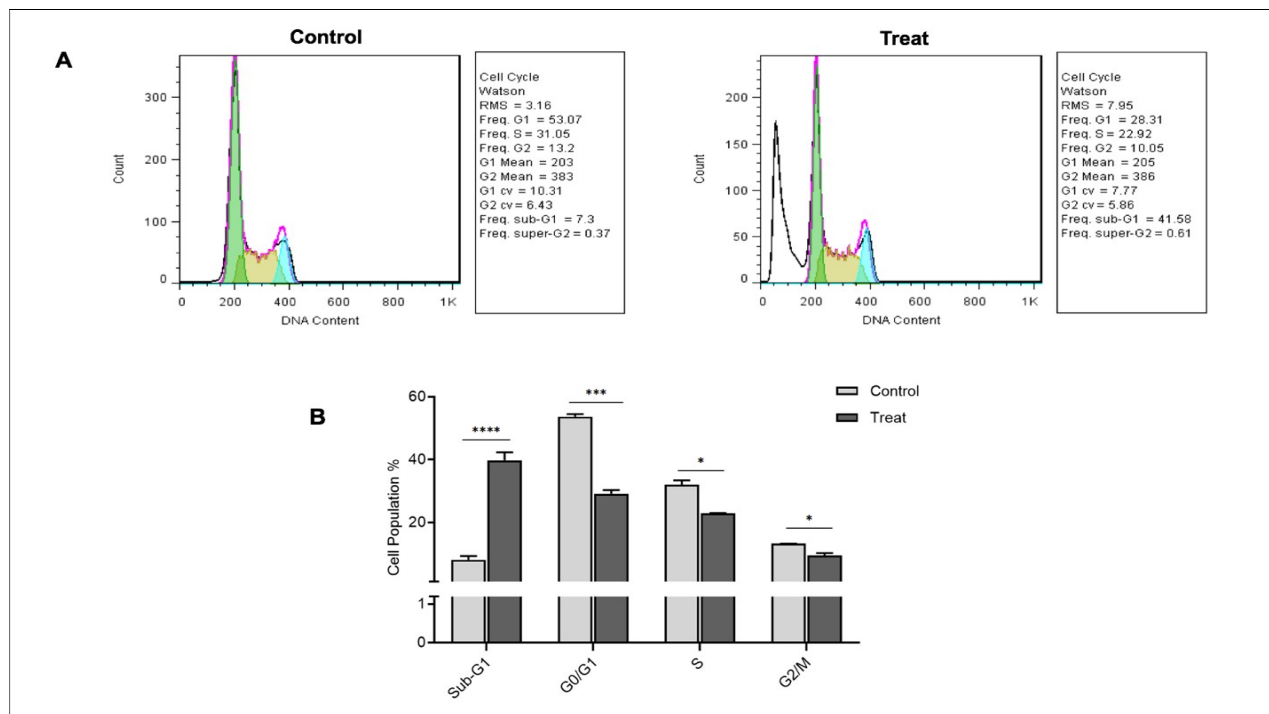 A
Control
300
200
100
0
Count
0 200 400 600 800 1K
DNA Content
Cell Cycle
Watson
RMS = 3.16
Freq. G1 = 53.07
Freq. S = 31.05
Freq. G2 = 13.2
G1 Mean = 203
G2 Mean = 383
G1 cv = 10.31
G2 cv = 6.43
Freq. sub-G1 = 7.3
Freq. super-G2 = 0.37
Treat
200
150
100
50
0
Count
0 200 400 600 800 1K
DNA Content
Cell Cycle
Watson
RMS = 7.95
Freq. G1 = 28.31
Freq. S = 22.92
Freq. G2 = 10.05
G1 Mean = 205
G2 Mean = 386
G1 cv = 7.77
G2 cv = 5.86
Freq. sub-G1 = 41.58
Freq. super-G2 = 0.61
B
Control
Treat
Cell Population %
60
40
20
1
0
****
***
*
*
Sub-G1
G0/G1
S
G2/M